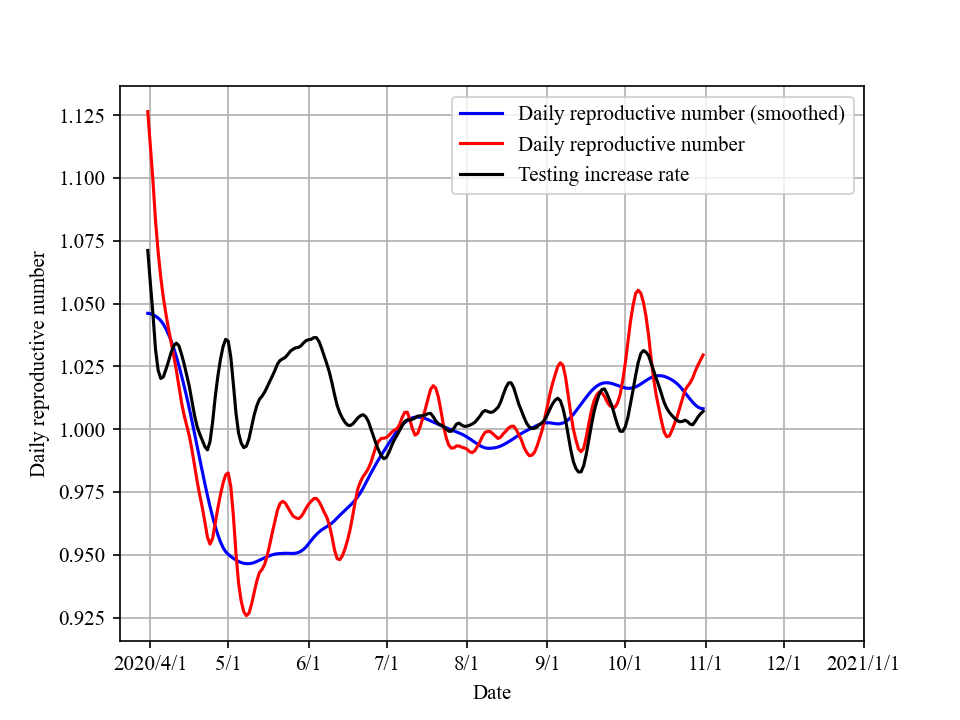 Daily reproductive number (smoothed)
Daily reproductive number
Testing increase rate
1.125
1.100
1.075
1.050
1.025
1.000
0.975
0.950
0.925
Daily reproductive number
2020/4/1 5/1 6/1 7/1 8/1 9/1 10/1 11/1 12/1 2021/1/1
Date